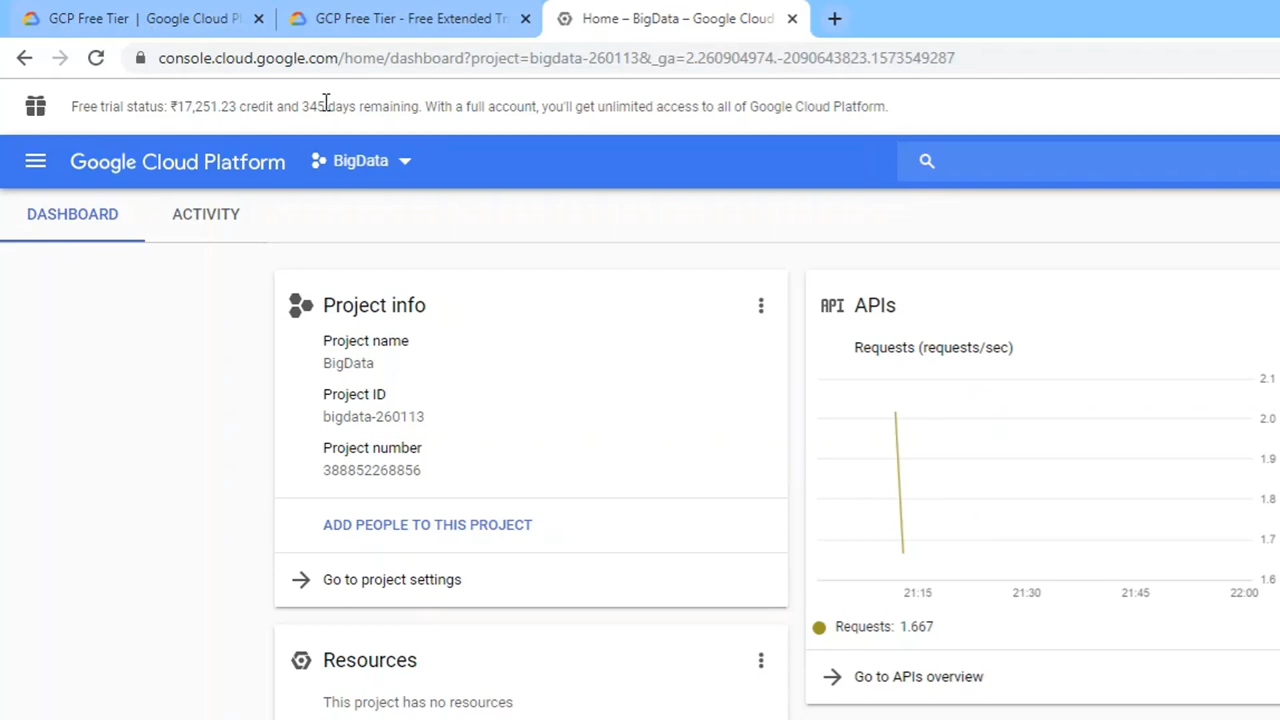 GCP Free Tier | Google Cloud Pl
GCP Free Tier - Free Extended Tr
Home – BigData – Google Cloud
console.cloud.google.com/home/dashboard?project=bigdata-260113&_ga=2.260904974.-2090643823.1573549287
Free trial status: ₹17,251.23 credit and 345 days remaining. With a full account, you'll get unlimited access to all of Google Cloud Platform.
Google Cloud Platform
BigData
DASHBOARD
ACTIVITY
Project info
Project name
BigData
Project ID
bigdata-260113
Project number
388852268856
ADD PEOPLE TO THIS PROJECT
Go to project settings
Resources
This project has no resources
API APIs
Requests (requests/sec)
2.1
2.0
1.9
1.8
1.7
1.6
21:15
21:30
21:45
22:00
Requests: 1.667
Go to APIs overview